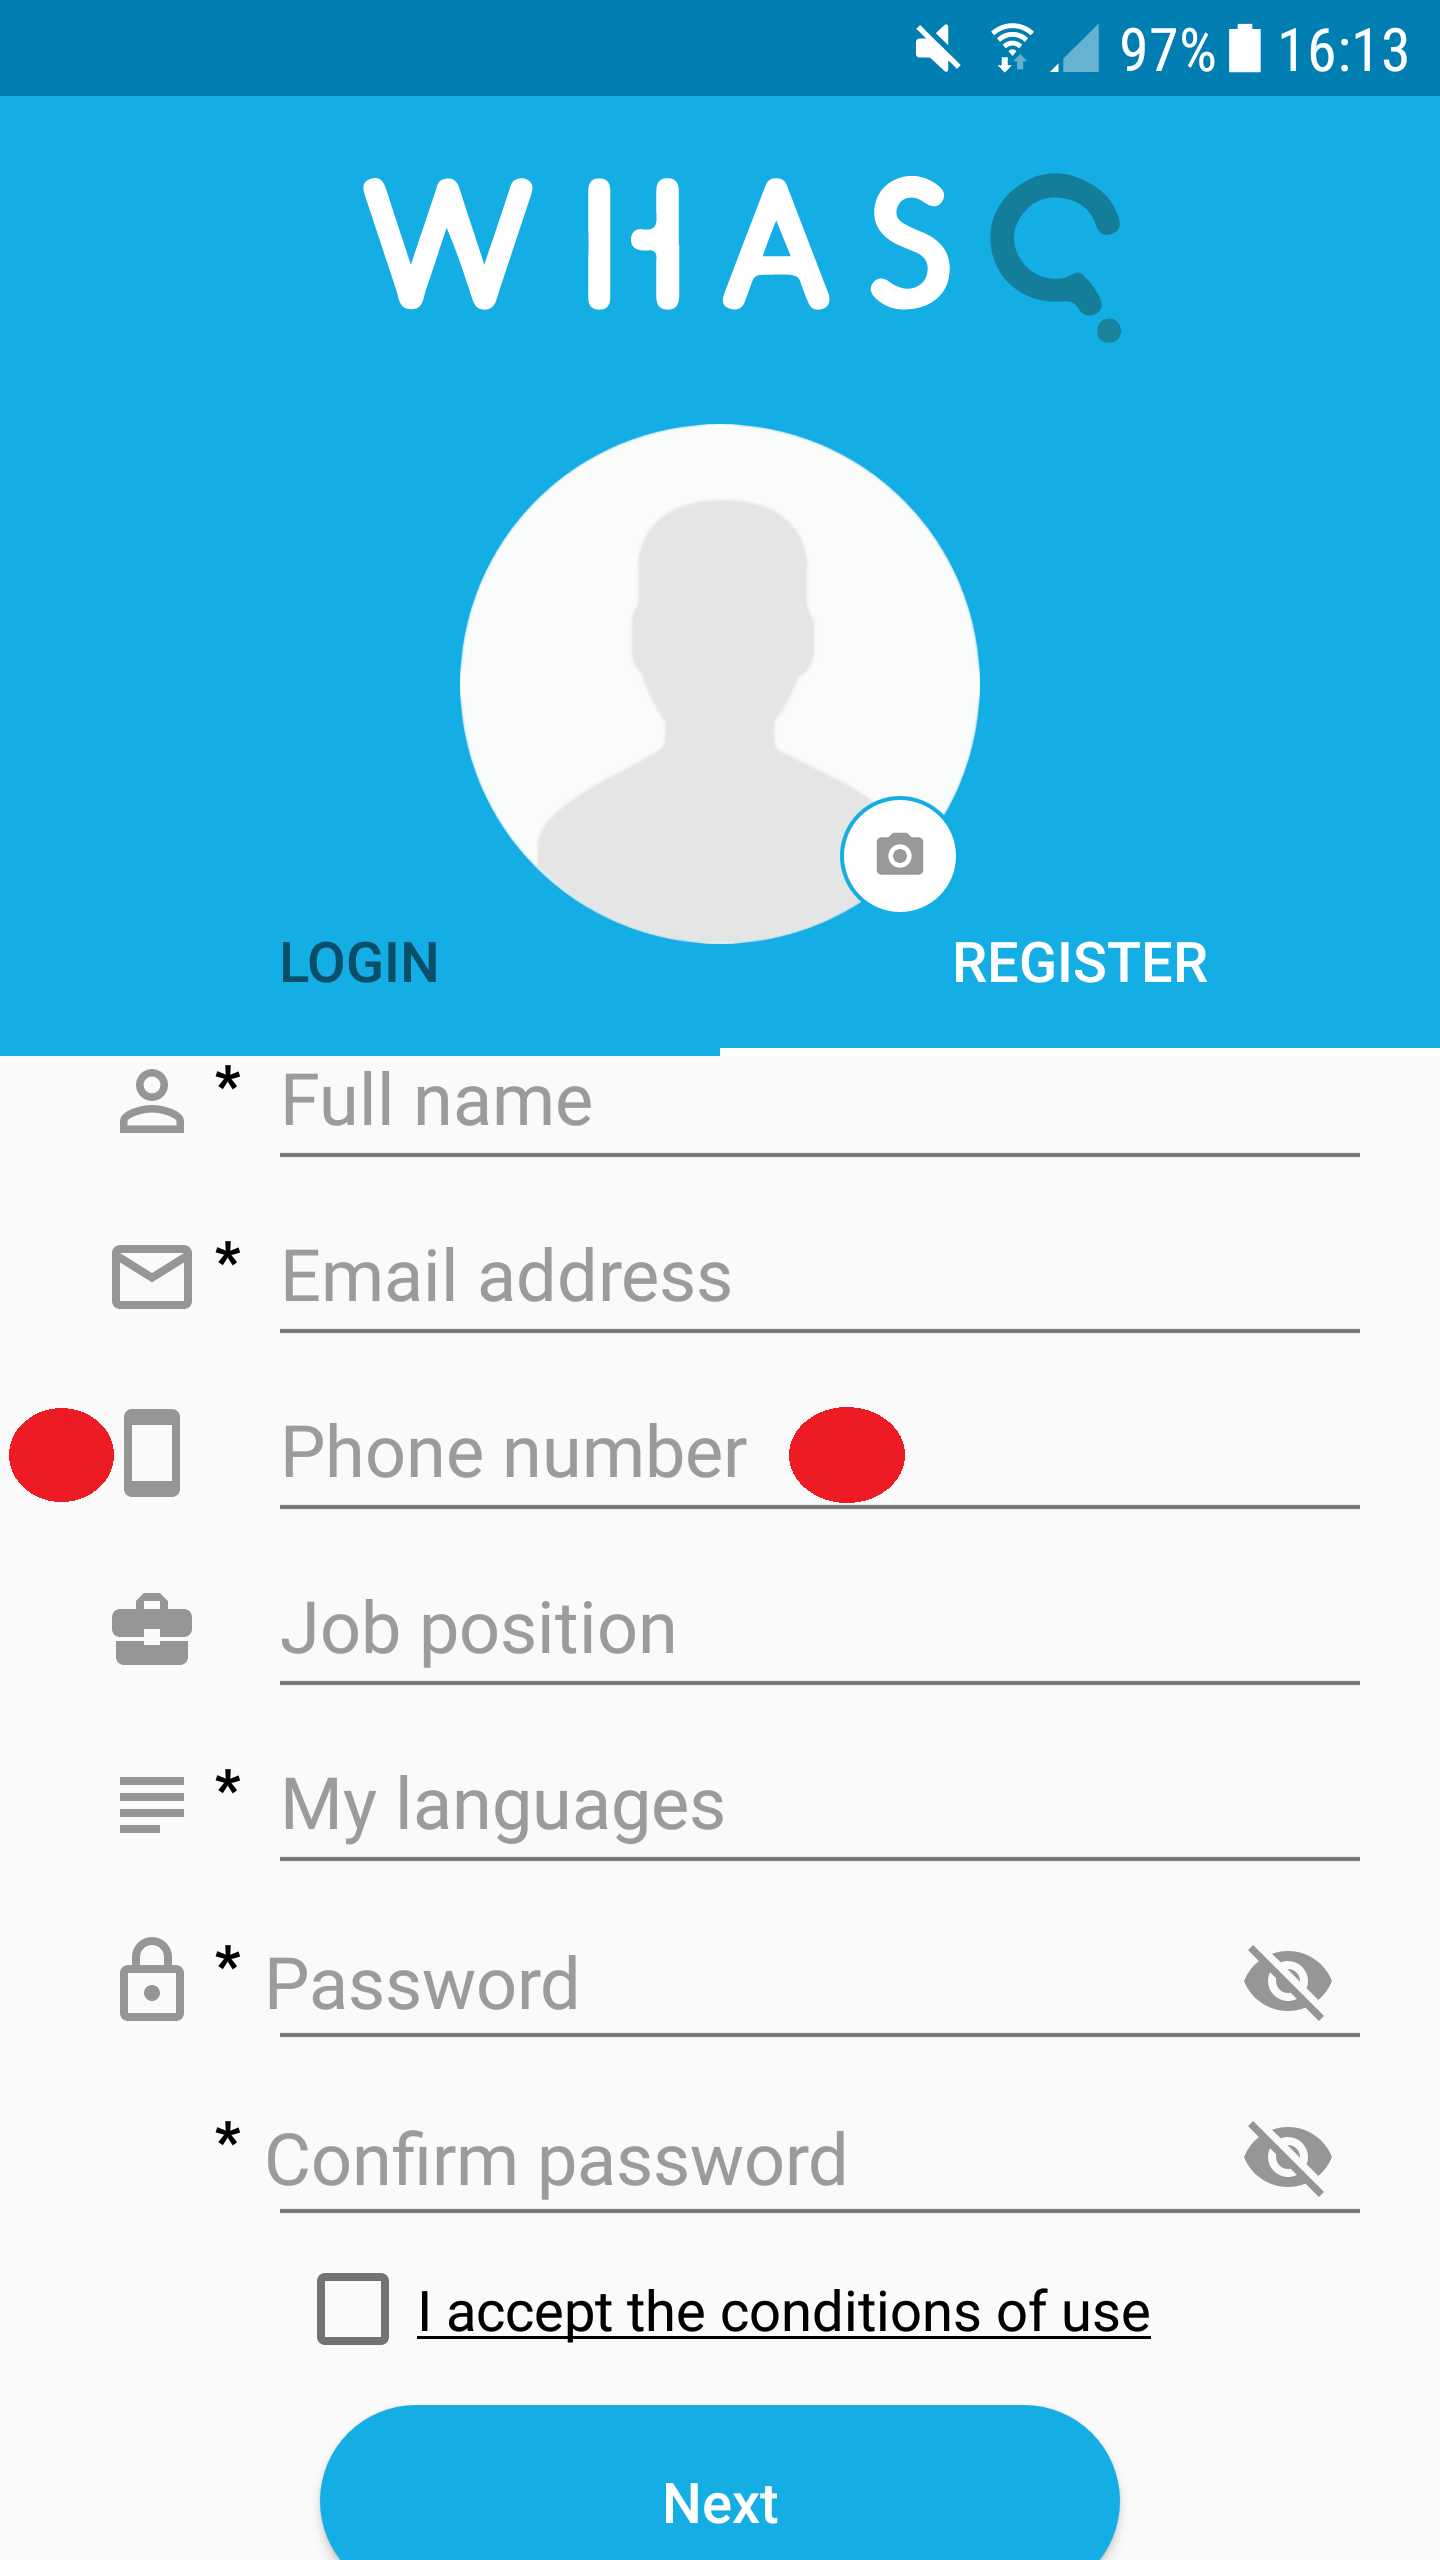 97% 16:13
WHASQ
LOGIN REGISTER
* Full name
* Email address
Phone number
Job position
* My languages
* Password
* Confirm password
I accept the conditions of use
Next